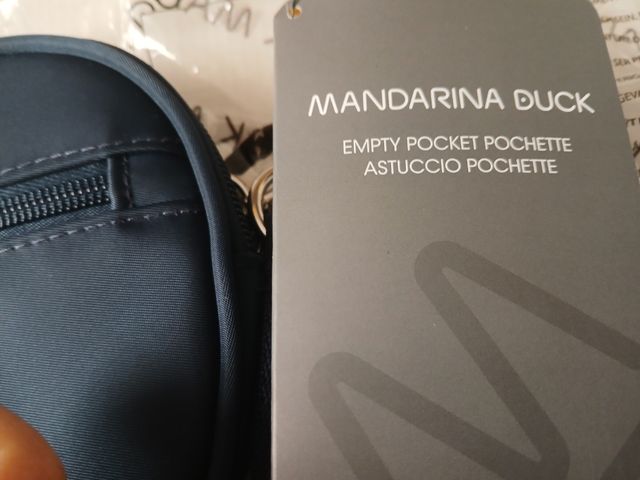 MANDARINA DUCK
EMPTY POCKET POCHETTE
ASTUCCIO POCHETTE